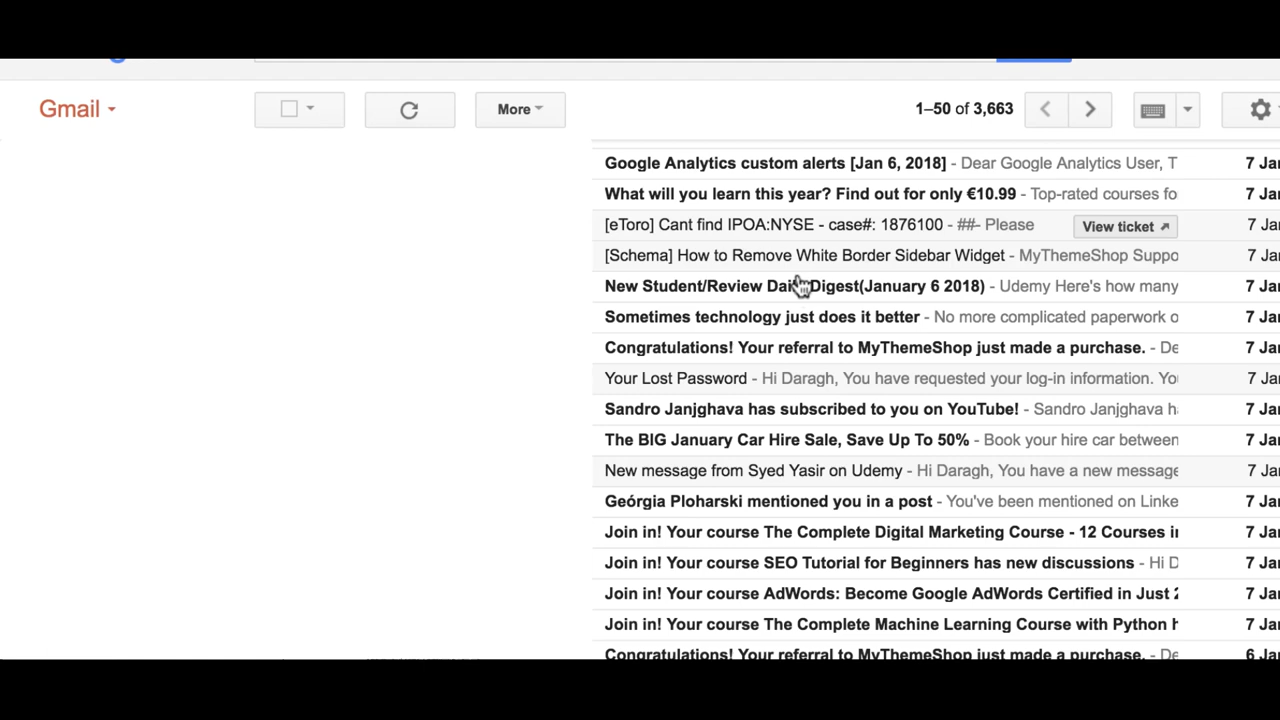 Gmail
More
1–50 of 3,663
Google Analytics custom alerts [Jan 6, 2018] - Dear Google Analytics User, T 7 Jan
What will you learn this year? Find out for only €10.99 - Top-rated courses fo 7 Jan
[eToro] Cant find IPOA:NYSE - case#: 1876100 - ##- Please View ticket 7 Jan
[Schema] How to Remove White Border Sidebar Widget - MyThemeShop Suppo 7 Jan
New Student/Review Daily Digest(January 6 2018) - Udemy Here's how many 7 Jan
Sometimes technology just does it better - No more complicated paperwork o 7 Jan
Congratulations! Your referral to MyThemeShop just made a purchase. - De 7 Jan
Your Lost Password - Hi Daragh, You have requested your log-in information. You 7 Jan
Sandro Janjghava has subscribed to you on YouTube! - Sandro Janjghava ha 7 Jan
The BIG January Car Hire Sale, Save Up To 50% - Book your hire car between 7 Jan
New message from Syed Yasir on Udemy - Hi Daragh, You have a new message 7 Jan
Geórgia Ploharski mentioned you in a post - You've been mentioned on Linke 7 Jan
Join in! Your course The Complete Digital Marketing Course - 12 Courses in 7 Jan
Join in! Your course SEO Tutorial for Beginners has new discussions - Hi D 7 Jan
Join in! Your course AdWords: Become Google AdWords Certified in Just 2 7 Jan
Join in! Your course The Complete Machine Learning Course with Python h 7 Jan
Congratulations! Your referral to MyThemeShop just made a purchase. - De 6 Jan